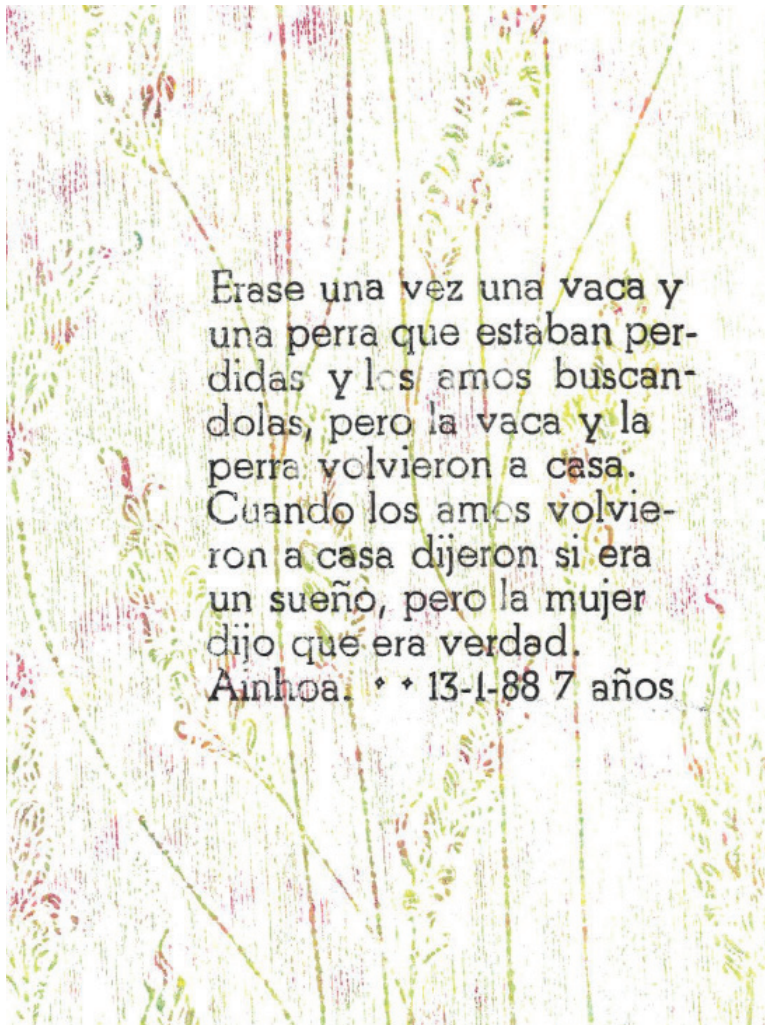 Erase una vez una vaca y
una perra que estaban per-
didas y los amos buscan-
dolas, pero la vaca y la
perra volvieron a casa.
Cuando los amos volvie-
ron a casa dijeron si era
un sueño, pero la mujer
dijo que era verdad.
Ainhoa. 13-1-88 7 años